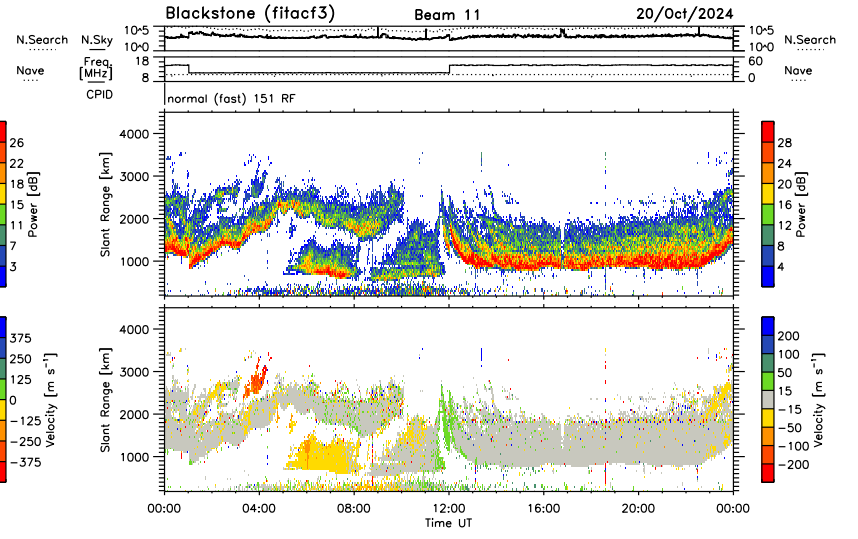 Blackstone (fitacf3) Beam 11 20/Oct/2024
N.Search N.Sky 10^5 10^0 10^5 10^0 N.Search
Nave Freq. [MHz] 18 8 60 0 Nave
CPID normal (fast) 151 RF
Slant Range [km] 4000 3000 2000 1000
Power [dB] 26 22 18 15 11 7 3
Power [dB] 28 24 20 16 12 8 4
Slant Range [km] 4000 3000 2000 1000
Velocity [m s⁻¹] 375 250 125 0 -125 -250 -375
Velocity [m s⁻¹] 200 100 50 15 -15 -50 -100 -200
00:00 04:00 08:00 12:00 16:00 20:00 00:00
Time UT